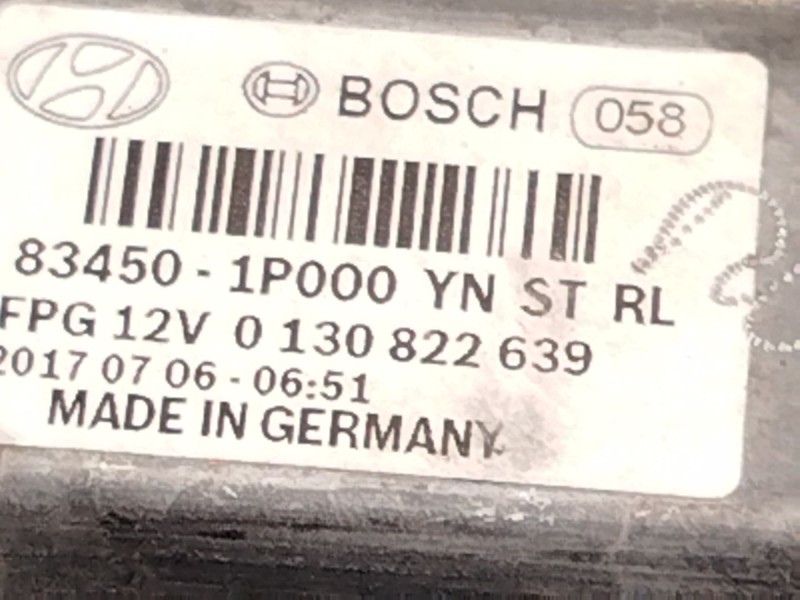 BOSCH 058
83450 - 1P000 YN ST RL
FPG 12V 0 130 822 639
2017 07 06 - 06:51
MADE IN GERMANY